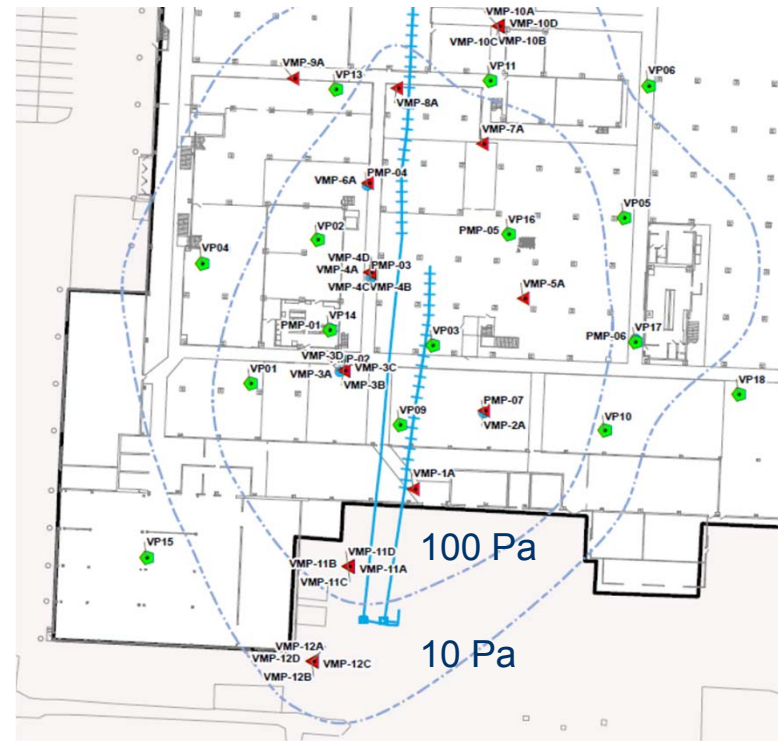 VMP-10A
VMP-10D
VMP-10C VMP-10B
VMP-9A
VP13
VP11
VP06
VMP-8A
VMP-7A
PMP-04
VMP-6A
VP02
VP16
PMP-05
VP05
VP04
VMP-4D
VMP-4A PMP-03
VMP-4C VMP-4B
VMP-5A
VP14
PMP-01
VP03
VP17
PMP-06
VMP-3D
VMP-3C
VMP-3A
VMP-3B
VP01
VP18
VP09
PMP-07
VMP-2A
VP10
VMP-1A
VP15
VMP-11D
VMP-11B VMP-11A
VMP-11C
100 Pa
VMP-12A
VMP-12D VMP-12C
VMP-12B
10 Pa